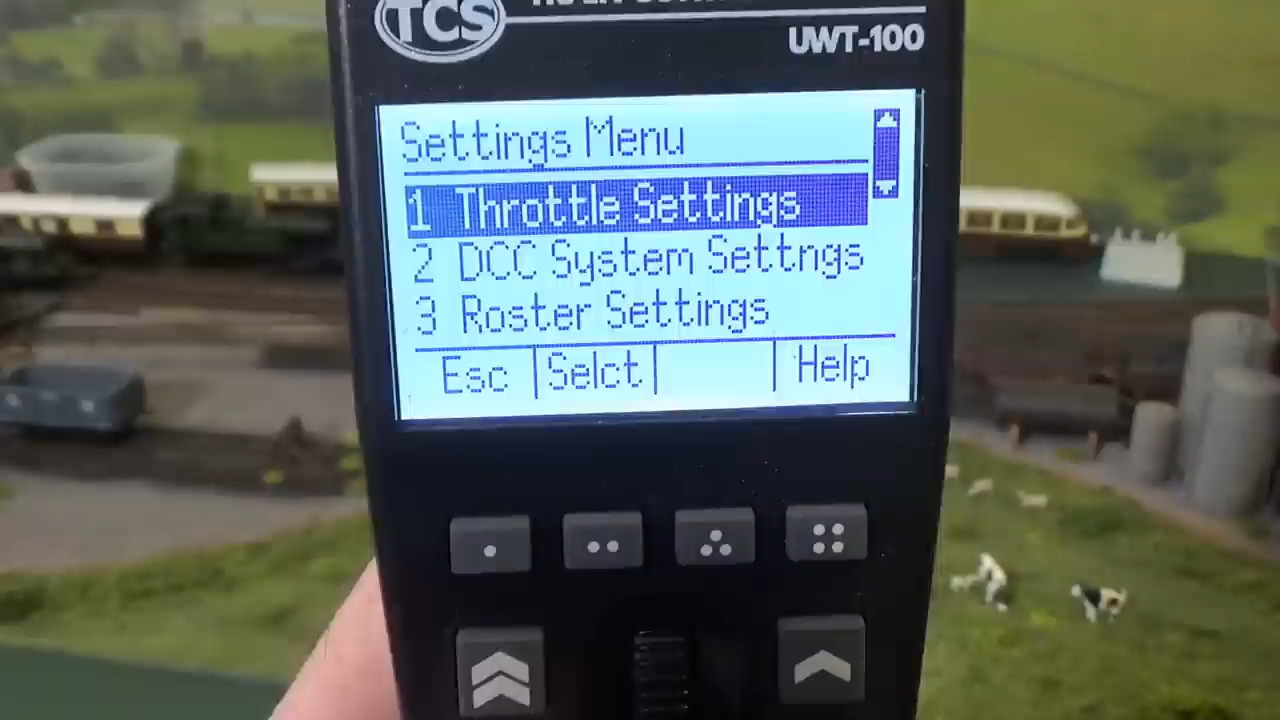 TCS
UWT-100
Settings Menu
1 Throttle Settings
2 DCC System Settngs
3 Roster Settings
Esc Selct Help